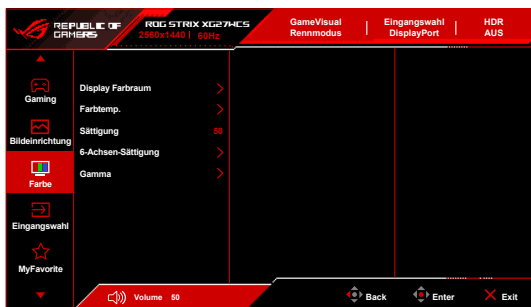 REPUBLIC OF
GAMERS
ROG STRIX XG27WCS
2560x1440 | 60Hz
GameVisual
Rennmodus
Eingangswahl
DisplayPort
HDR
AUS
Gaming
Bildeinrichtung
Farbe
Eingangswahl
MyFavorite
Display Farbraum
Farbtemp.
Sättigung 50
6-Achsen-Sättigung
Gamma
Volume 50
Back
Enter
Exit